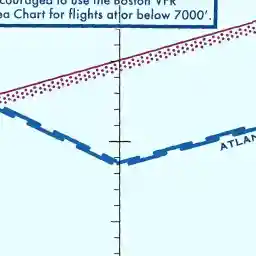 couraged to use the Boston VFR
ea Chart for flights at or below 7000'.
ATLAN